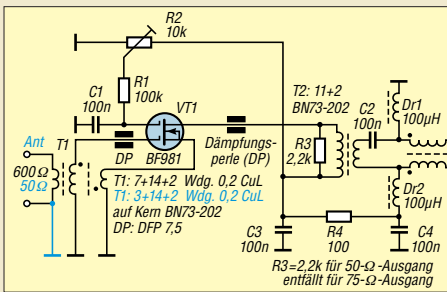 R2
10k
R1
100k
C1
100n
VT1
BF981
DP
Dämpfungs-
perle (DP)
T2: 11+2
BN73-202
C2
100n
Dr1
100µH
R3
2,2k
Dr2
100µH
Ant
T1
600Ω
50Ω
T1: 7+14+2 Wdg. 0,2 CuL
T1: 3+14+2 Wdg. 0,2 CuL
auf Kern BN73-202
DP: DFP 7,5
C3
100n
R4
100
C4
100n
R3=2,2k für 50-Ω-Ausgang
entfällt für 75-Ω-Ausgang